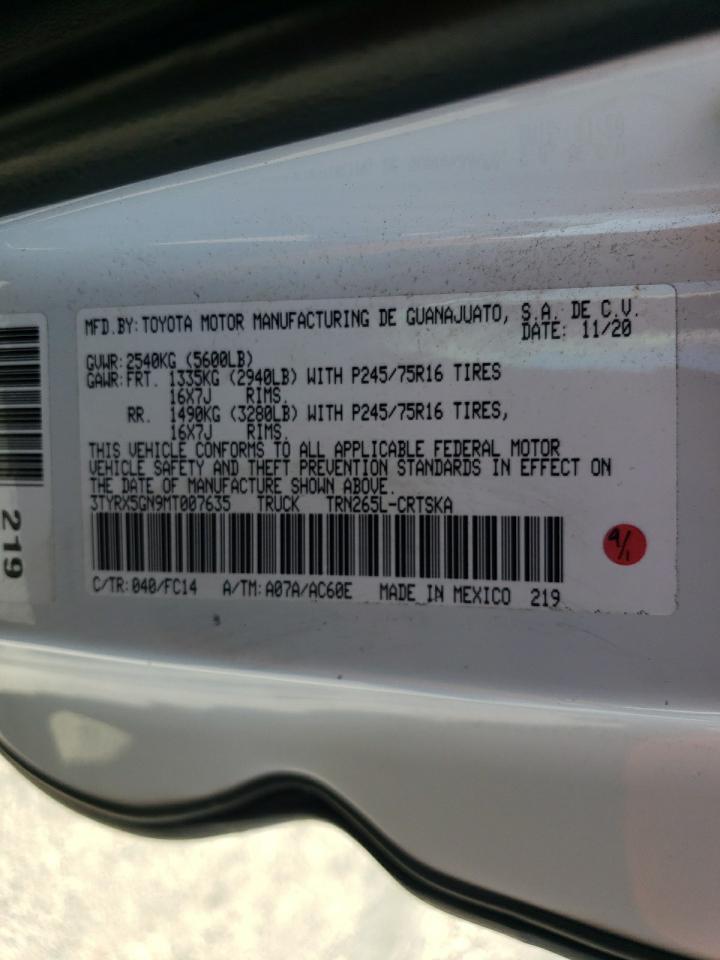 MFD.BY:TOYOTA MOTOR MANUFACTURING DE GUANAJUATO, S.A. DE C.V.
DATE: 11/20
GVWR:2540KG (5600LB)
GAWR:FRT. 1335KG (2940LB) WITH P245/75R16 TIRES
16X7J RIMS.
RR. 1490KG (3280LB) WITH P245/75R16 TIRES,
16X7J RIMS.
THIS VEHICLE CONFORMS TO ALL APPLICABLE FEDERAL MOTOR
VEHICLE SAFETY AND THEFT PREVENTION STANDARDS IN EFFECT ON
THE DATE OF MANUFACTURE SHOWN ABOVE.
3TYRX5GN9MT007635 TRUCK TRN265L-CRTSKA
C/TR:040/FC14 A/TM:A07A/AC60E MADE IN MEXICO 219
219